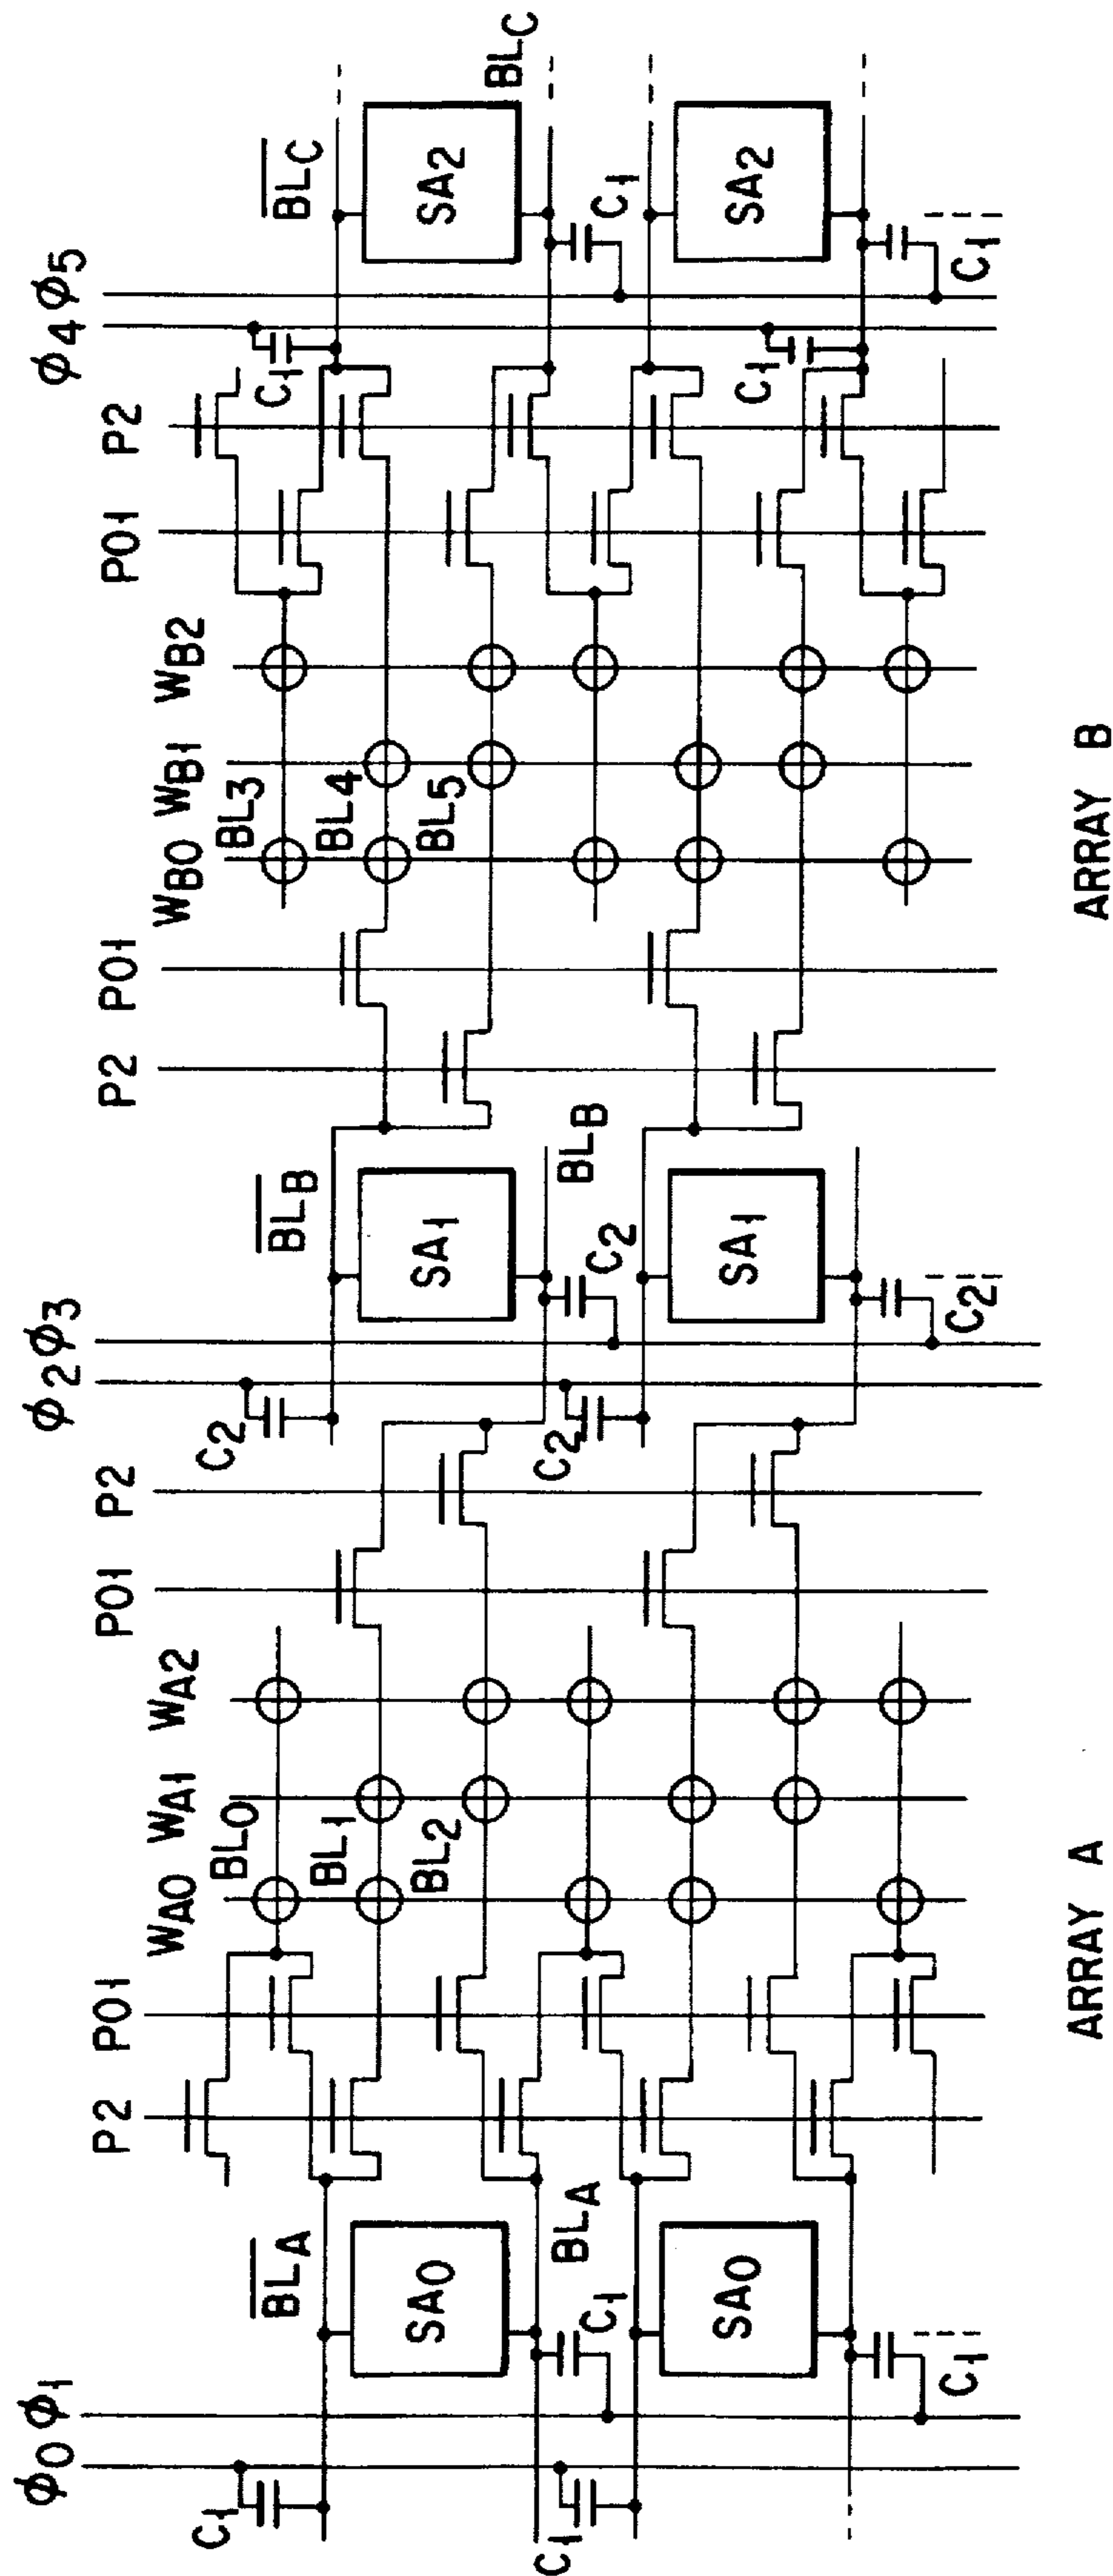 ϕ0 ϕ1
ϕ2 ϕ3
ϕ4 ϕ5
P2
P01
WA0 WA1 WA2
P01
P2
P2
P01
WB0 WB1 WB2
P01
P2
C1
C2
C1
BLA
BL0
BL1
BL2
BLB
BL3
BL4
BL5
BLC
SA0
SA1
SA2
BLA
BLB
BLC
C1
C2
C1
C1
C2
C1
SA0
SA1
SA2
C1
C2
C1
ARRAY A
ARRAY B